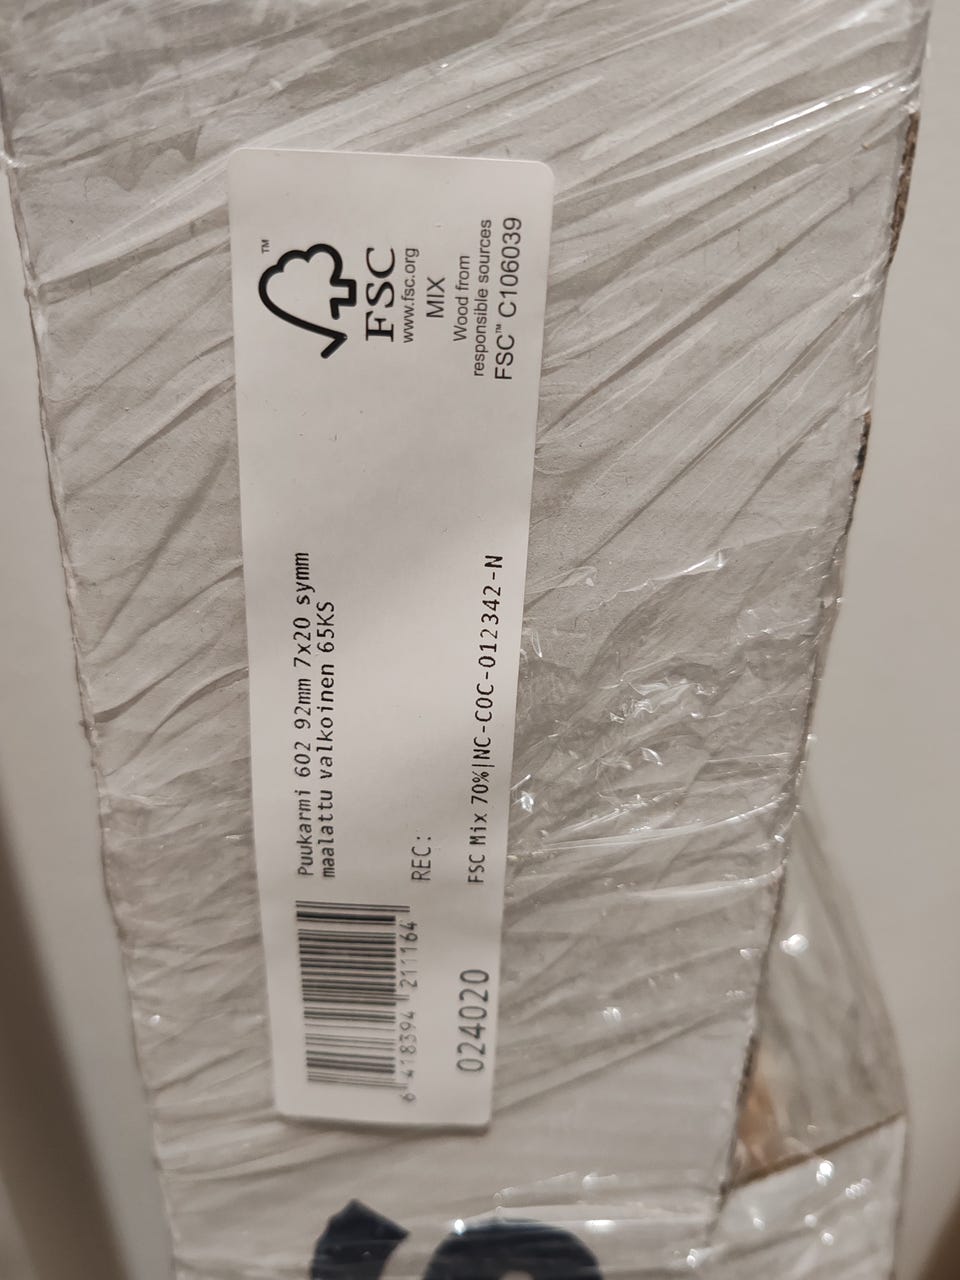 Puukarmi 602 92mm 7x20 symm
maalattu valkoinen 65KS
6 418394 211164
REC:
024020
FSC Mix 70%|NC-COC-012342-N
TM
FSC
www.fsc.org
MIX
Wood from
responsible sources
FSC™ C106039